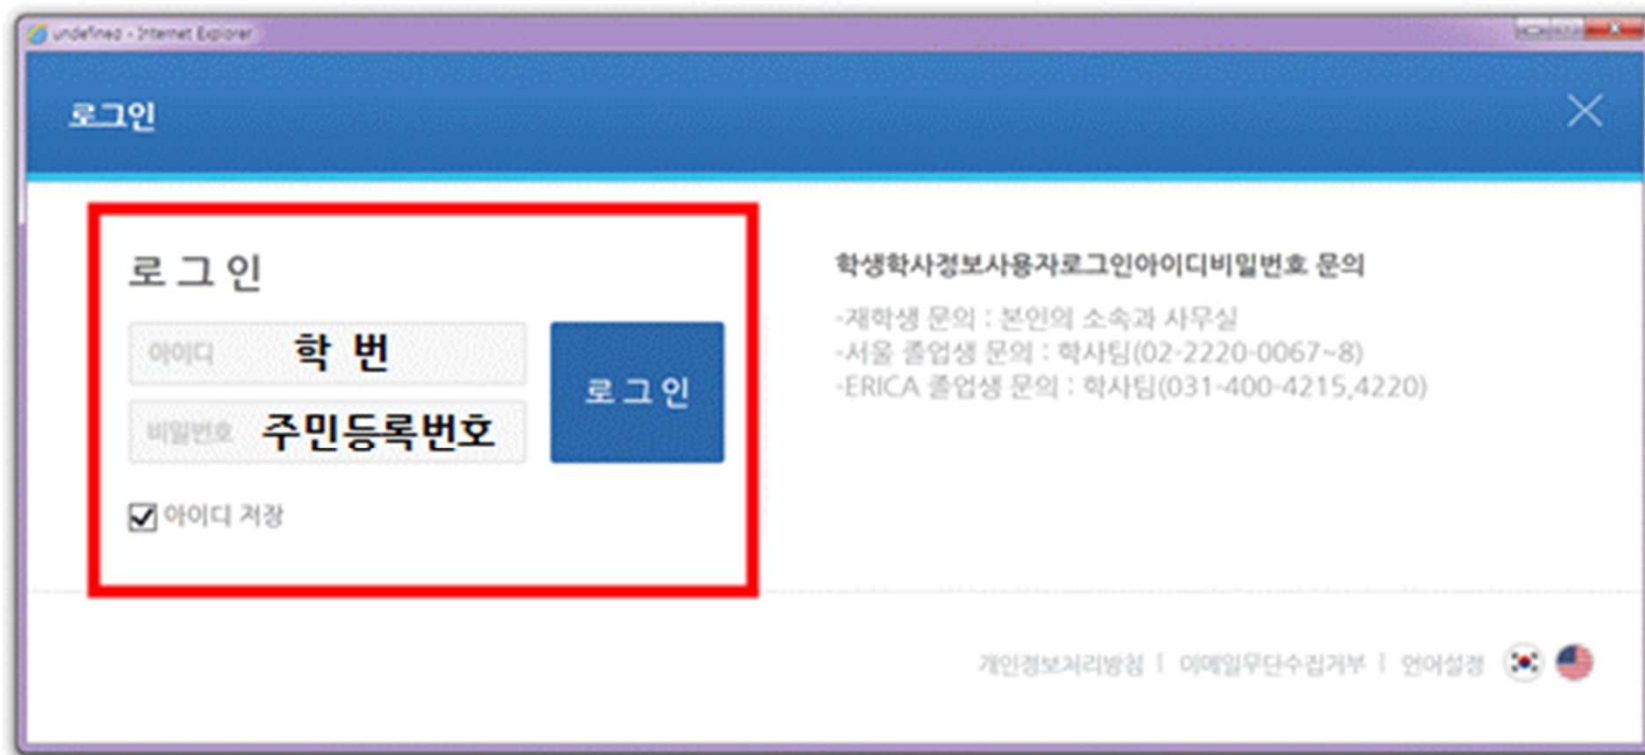 undefined - Internet Explorer
로그인
로그인
아이디 학 번
비밀번호 주민등록번호
로그인
아이디 저장
학생학사정보사용자로그인아이디비밀번호 문의
-재학생 문의 : 본인의 소속과 사무실
-서울 졸업생 문의 : 학사팀(02-2220-0067~8)
-ERICA 졸업생 문의 : 학사팀(031-400-4215,4220)
개인정보처리방침 | 이메일무단수집거부 | 언어설정